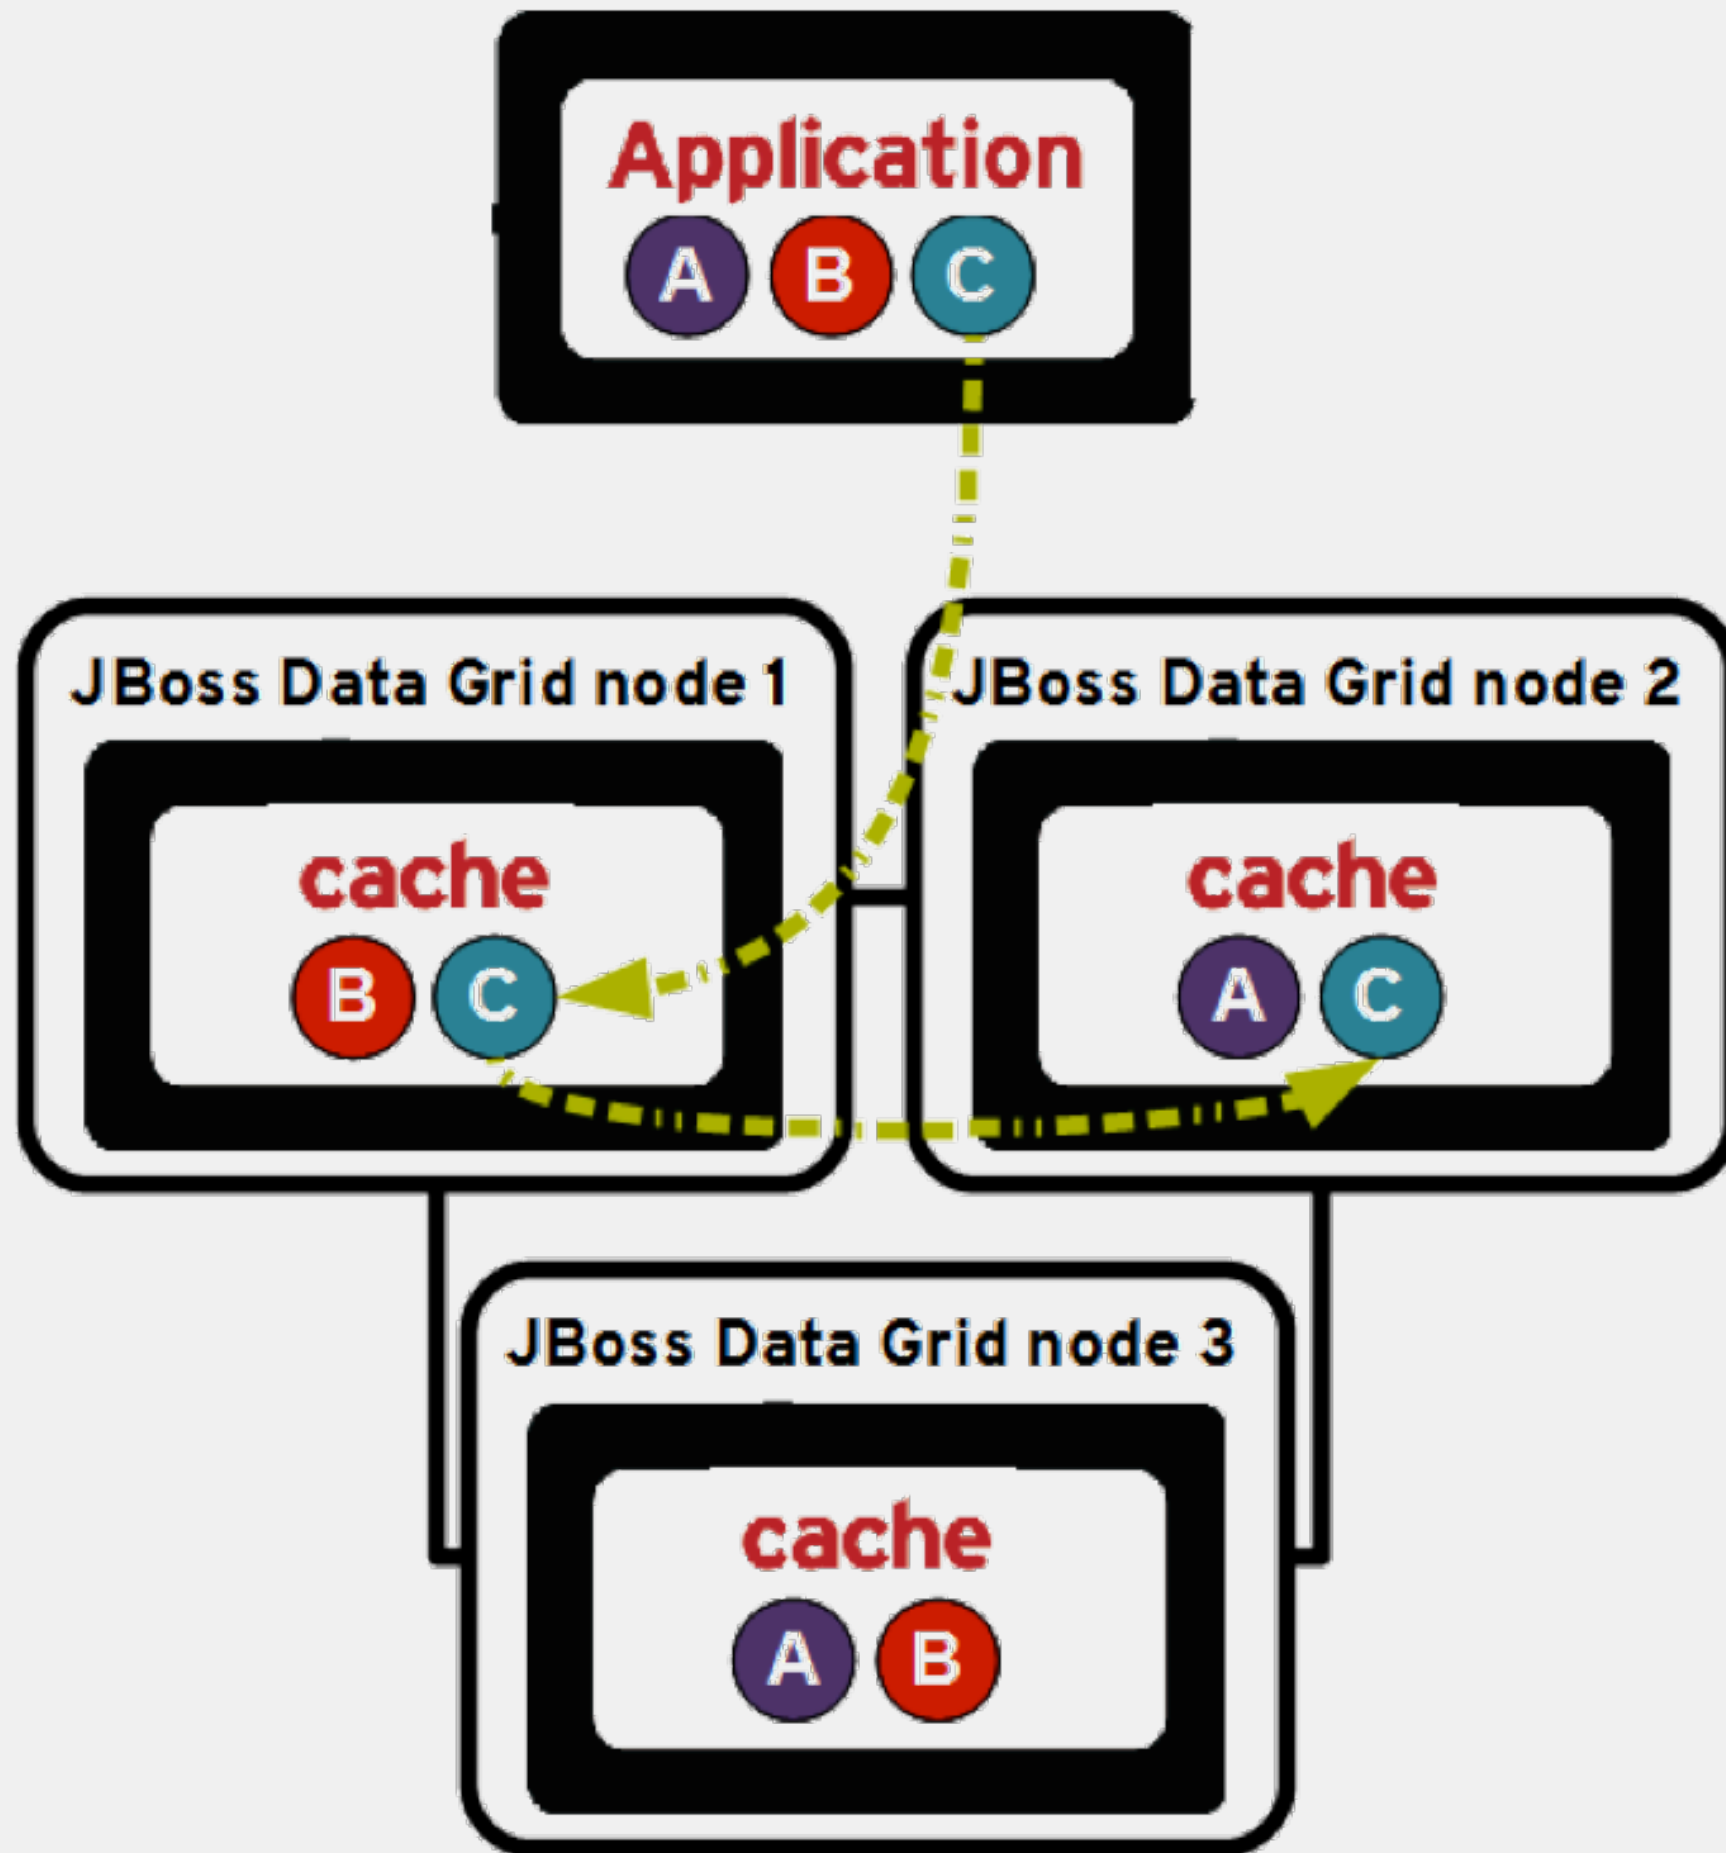 Application
A B C
JBoss Data Grid node 1
cache
B C
JBoss Data Grid node 2
cache
A C
JBoss Data Grid node 3
cache
A B